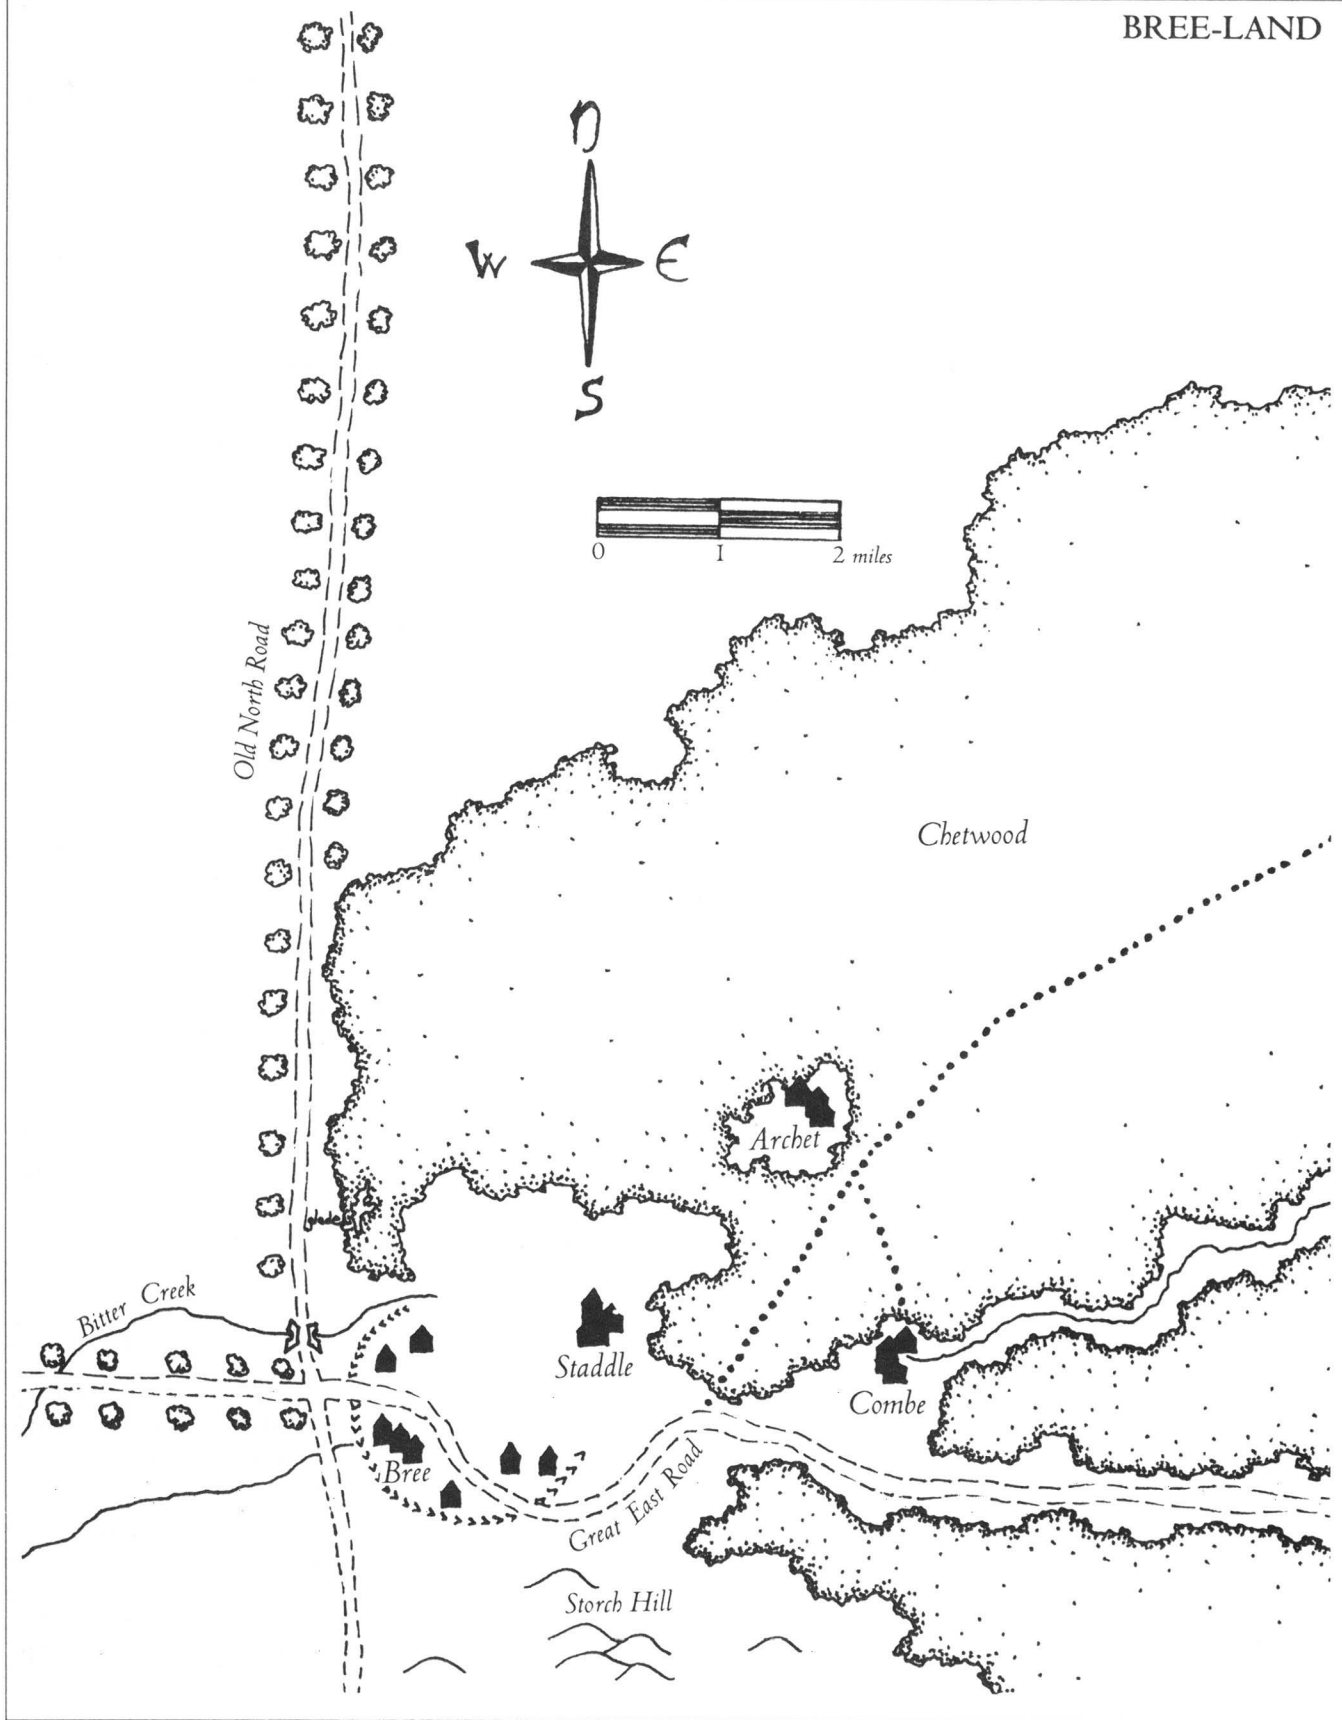 BREE-LAND
N
W E
S
0 1 2 miles
Old North Road
Chetwood
Archet
glade
Bitter Creek
Staddle
Combe
Bree
Great East Road
Storch Hill